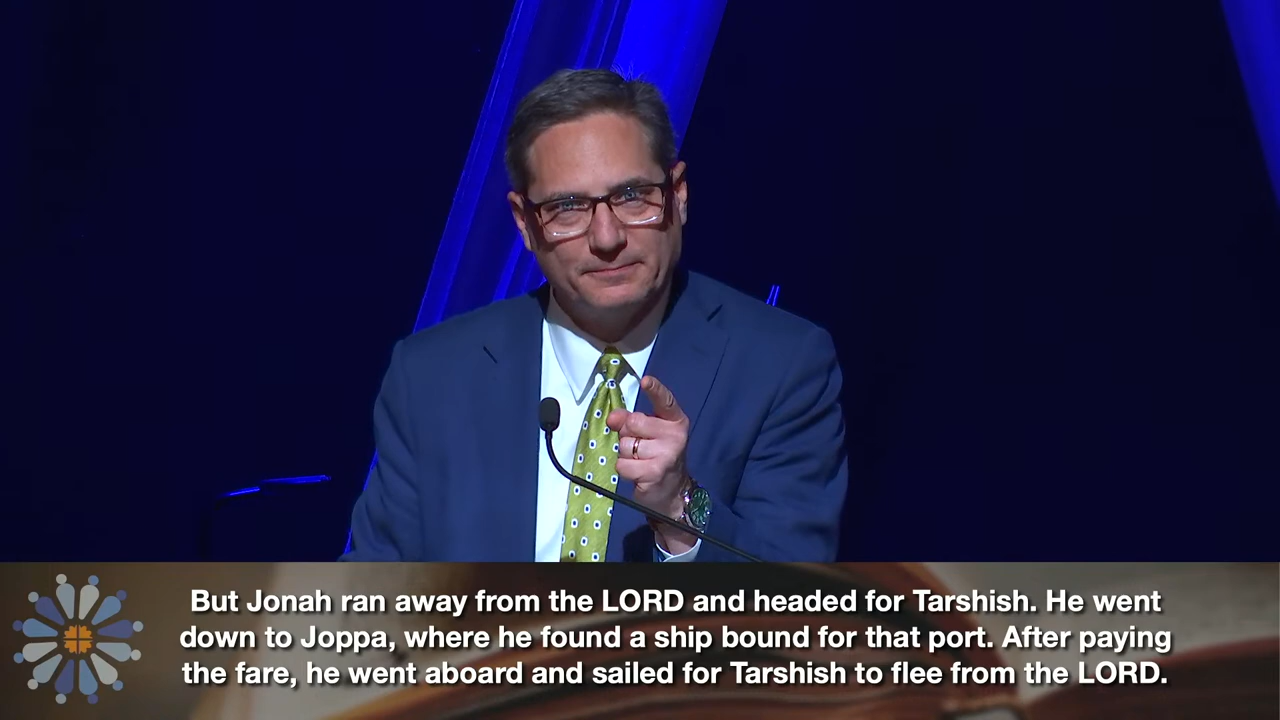 But Jonah ran away from the LORD and headed for Tarshish. He went
down to Joppa, where he found a ship bound for that port. After paying
the fare, he went aboard and sailed for Tarshish to flee from the LORD.